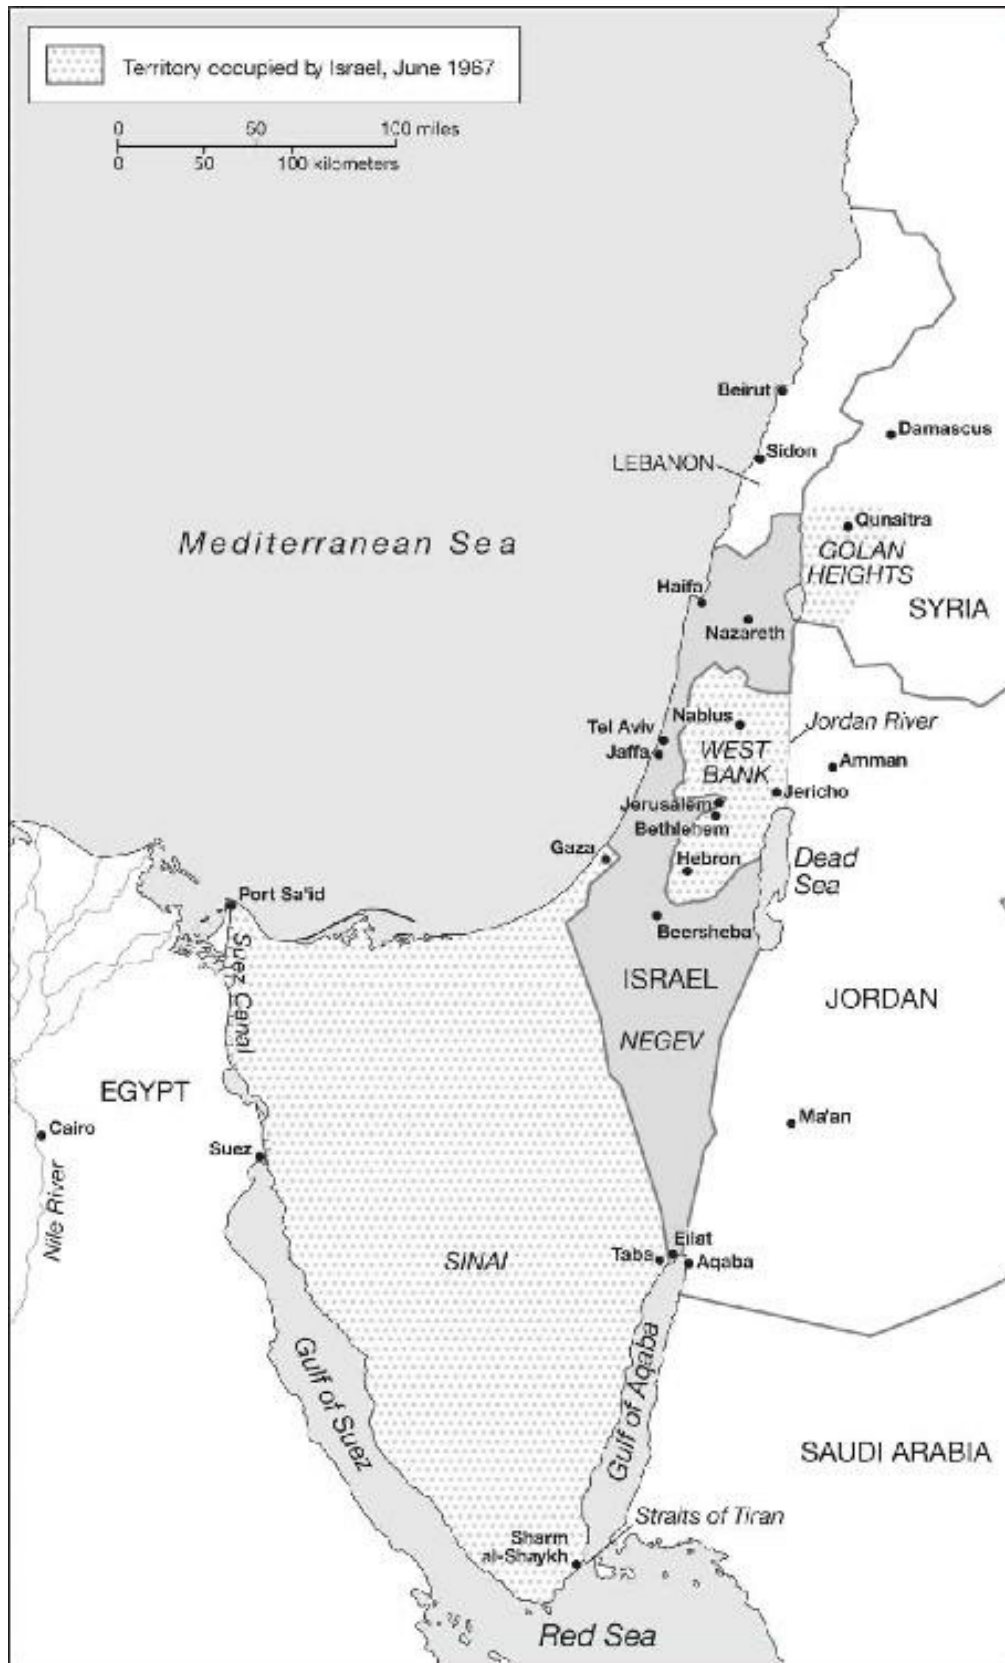 Territory occupied by Israel, June 1967
0 50 100 miles
0 50 100 kilometers
Beirut
Damascus
Sidon
LEBANON
Qunaitra
Mediterranean Sea
GOLAN
HEIGHTS
Haifa
SYRIA
Nazareth
Nablus
Jordan River
Tel Aviv
Jaffa
WEST
BANK
Amman
Jericho
Jerusalem
Bethlehem
Gaza
Hebron
Dead
Sea
Port Sa'id
Beersheba
Suez Canal
ISRAEL
JORDAN
NEGEV
EGYPT
Cairo
Ma'an
Suez
Nile River
Eilat
Taba
Aqaba
SINAI
Gulf of Suez
Gulf of Aqaba
SAUDI ARABIA
Straits of Tiran
Sharm
al-Shaykh
Red Sea